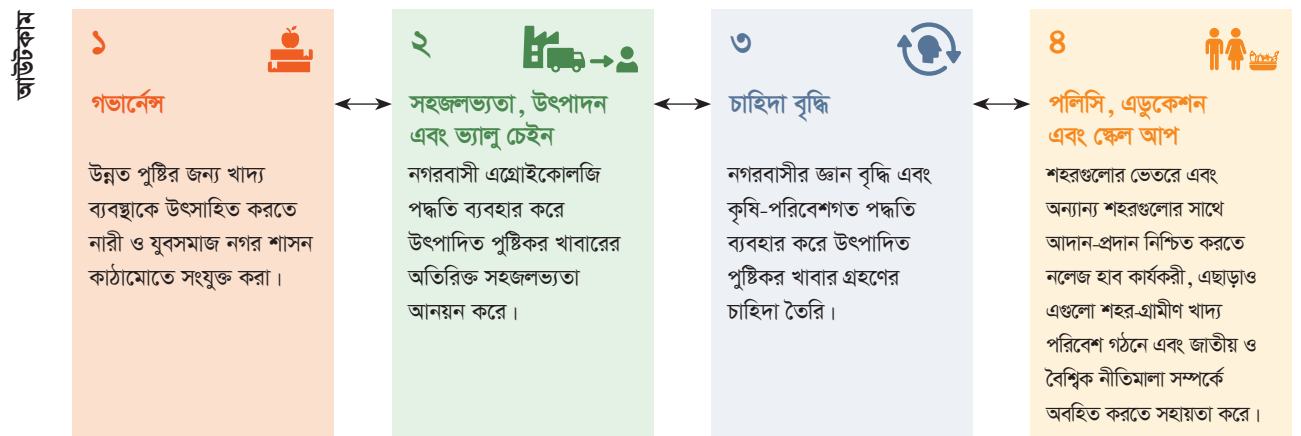 আউটকাম
১
গভার্নেন্স
উন্নত পুষ্টির জন্য খাদ্য
ব্যবস্থাকে উৎসাহিত করতে
নারী ও যুবসমাজ নগর শাসন
কাঠামোতে সংযুক্ত করা।
২
সহজলভ্যতা, উৎপাদন
এবং ভ্যালু চেইন
নগরবাসী এগ্রোইকোলজি
পদ্ধতি ব্যবহার করে
উৎপাদিত পুষ্টিকর খাবারের
অতিরিক্ত সহজলভ্যতা
আনয়ন করে।
৩
চাহিদা বৃদ্ধি
নগরবাসীর জ্ঞান বৃদ্ধি এবং
কৃষি-পরিবেশগত পদ্ধতি
ব্যবহার করে উৎপাদিত
পুষ্টিকর খাবার গ্রহণের
চাহিদা তৈরি।
৪
পলিসি, এডুকেশন
এবং স্কেল আপ
শহরগুলোর ভেতরে এবং
অন্যান্য শহরগুলোর সাথে
আদান-প্রদান নিশ্চিত করতে
নলেজ হাব কার্যকরী, এছাড়াও
এগুলো শহর-গ্রামীণ খাদ্য
পরিবেশ গঠনে এবং জাতীয় ও
বৈশ্বিক নীতিমালা সম্পর্কে
অবহিত করতে সহায়তা করে।